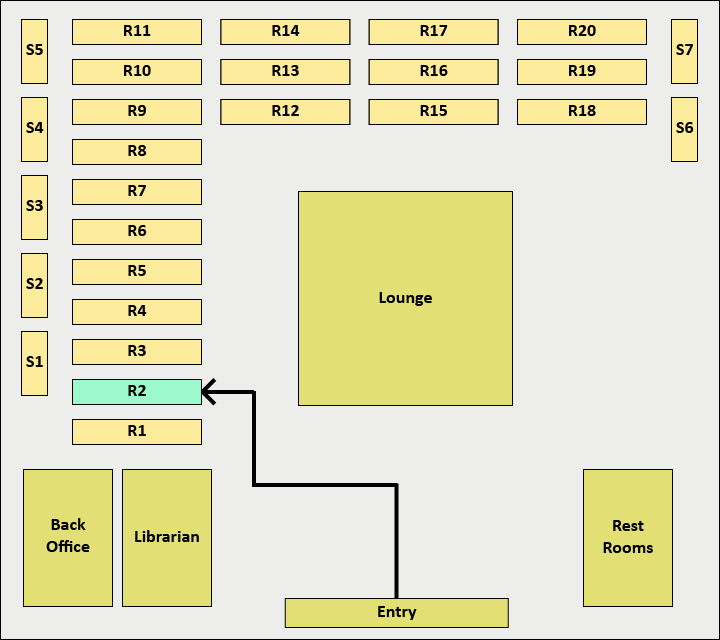 R11
R14
R17
R20
S5
S7
R10
R13
R16
R19
R9
R12
R15
R18
S4
S6
R8
R7
S3
R6
R5
S2
Lounge
R4
R3
S1
R2
R1
Back
Office
Librarian
Rest
Rooms
Entry